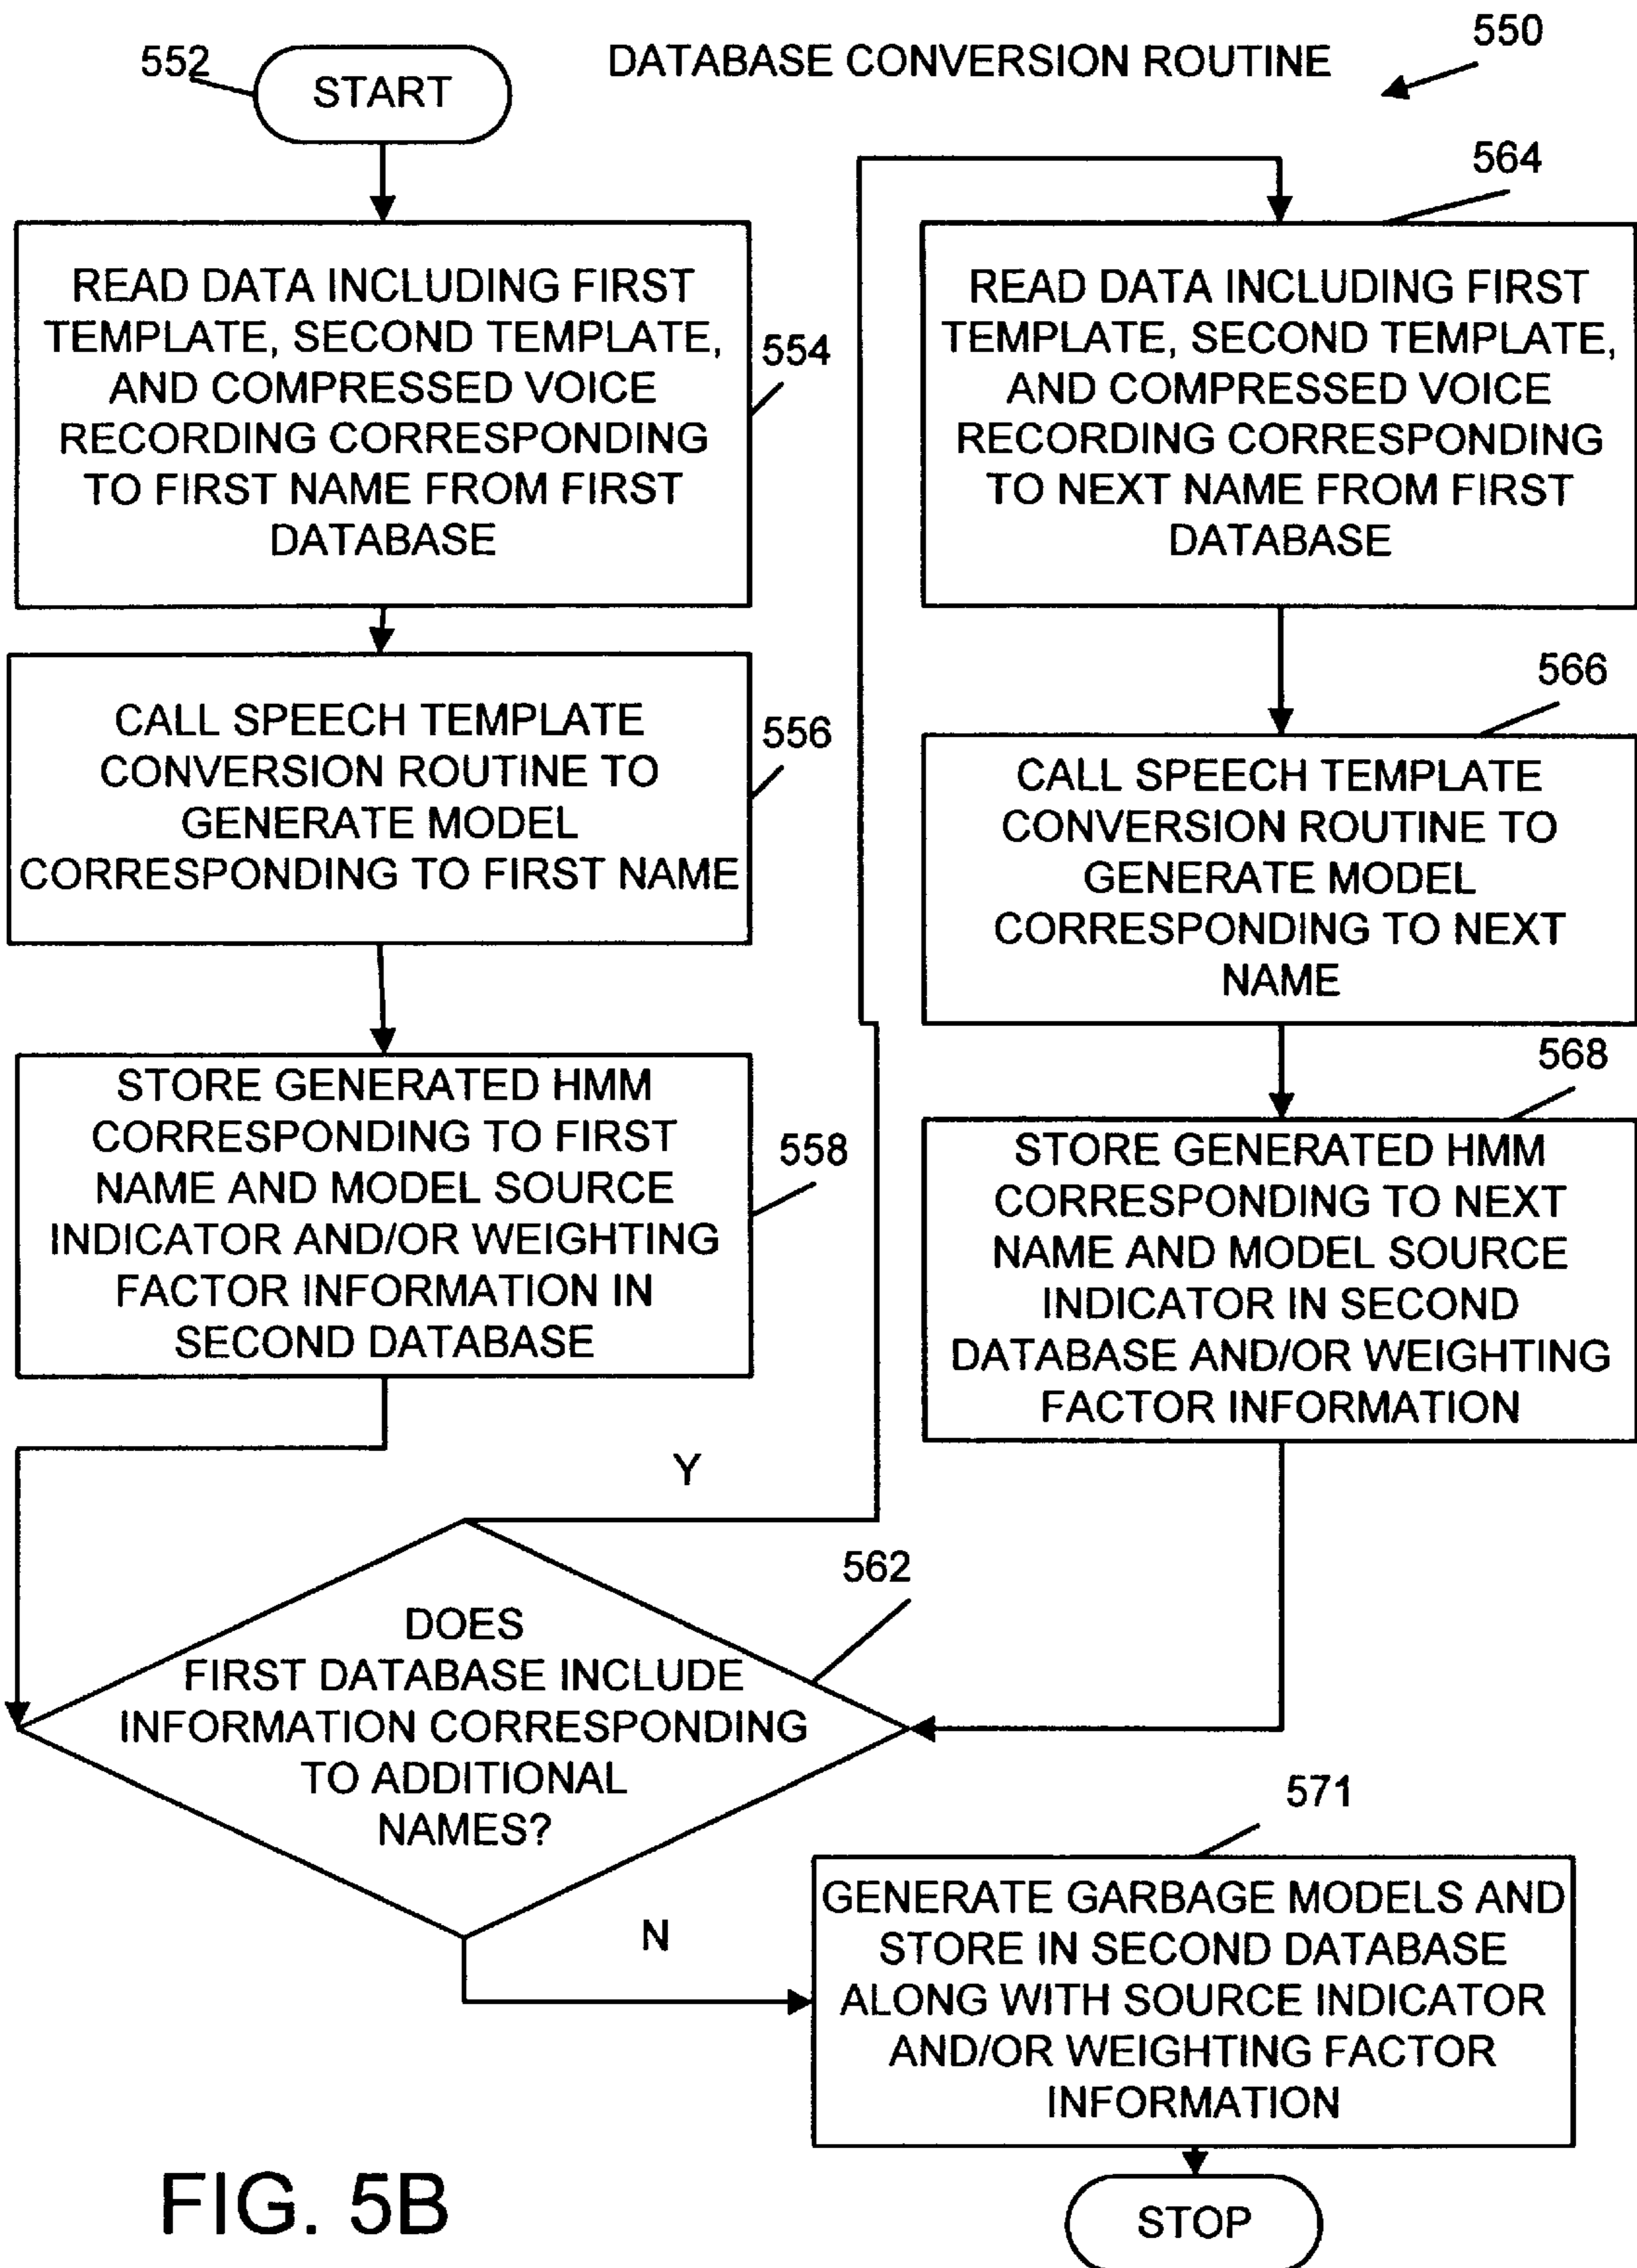 552
START
DATABASE CONVERSION ROUTINE
550
READ DATA INCLUDING FIRST
TEMPLATE, SECOND TEMPLATE,
AND COMPRESSED VOICE
RECORDING CORRESPONDING
TO FIRST NAME FROM FIRST
DATABASE
554
CALL SPEECH TEMPLATE
CONVERSION ROUTINE TO
GENERATE MODEL
CORRESPONDING TO FIRST NAME
556
STORE GENERATED HMM
CORRESPONDING TO FIRST
NAME AND MODEL SOURCE
INDICATOR AND/OR WEIGHTING
FACTOR INFORMATION IN
SECOND DATABASE
558
564
READ DATA INCLUDING FIRST
TEMPLATE, SECOND TEMPLATE,
AND COMPRESSED VOICE
RECORDING CORRESPONDING
TO NEXT NAME FROM FIRST
DATABASE
566
CALL SPEECH TEMPLATE
CONVERSION ROUTINE TO
GENERATE MODEL
CORRESPONDING TO NEXT
NAME
568
STORE GENERATED HMM
CORRESPONDING TO NEXT
NAME AND MODEL SOURCE
INDICATOR IN SECOND
DATABASE AND/OR WEIGHTING
FACTOR INFORMATION
Y
562
DOES
FIRST DATABASE INCLUDE
INFORMATION CORRESPONDING
TO ADDITIONAL
NAMES?
N
571
GENERATE GARBAGE MODELS AND
STORE IN SECOND DATABASE
ALONG WITH SOURCE INDICATOR
AND/OR WEIGHTING FACTOR
INFORMATION
STOP
FIG. 5B